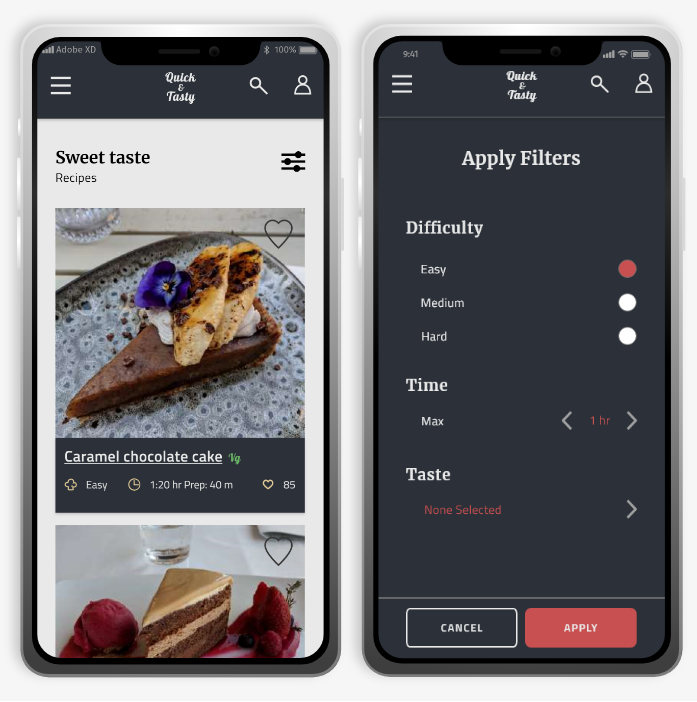 Adobe XD
100%
Quick
&
Tasty
Sweet taste
Recipes
Caramel chocolate cake Vg
Easy
1:20 hr Prep: 40 m
85
9:41
Quick
&
Tasty
Apply Filters
Difficulty
Easy
Medium
Hard
Time
Max
1 hr
Taste
None Selected
CANCEL
APPLY